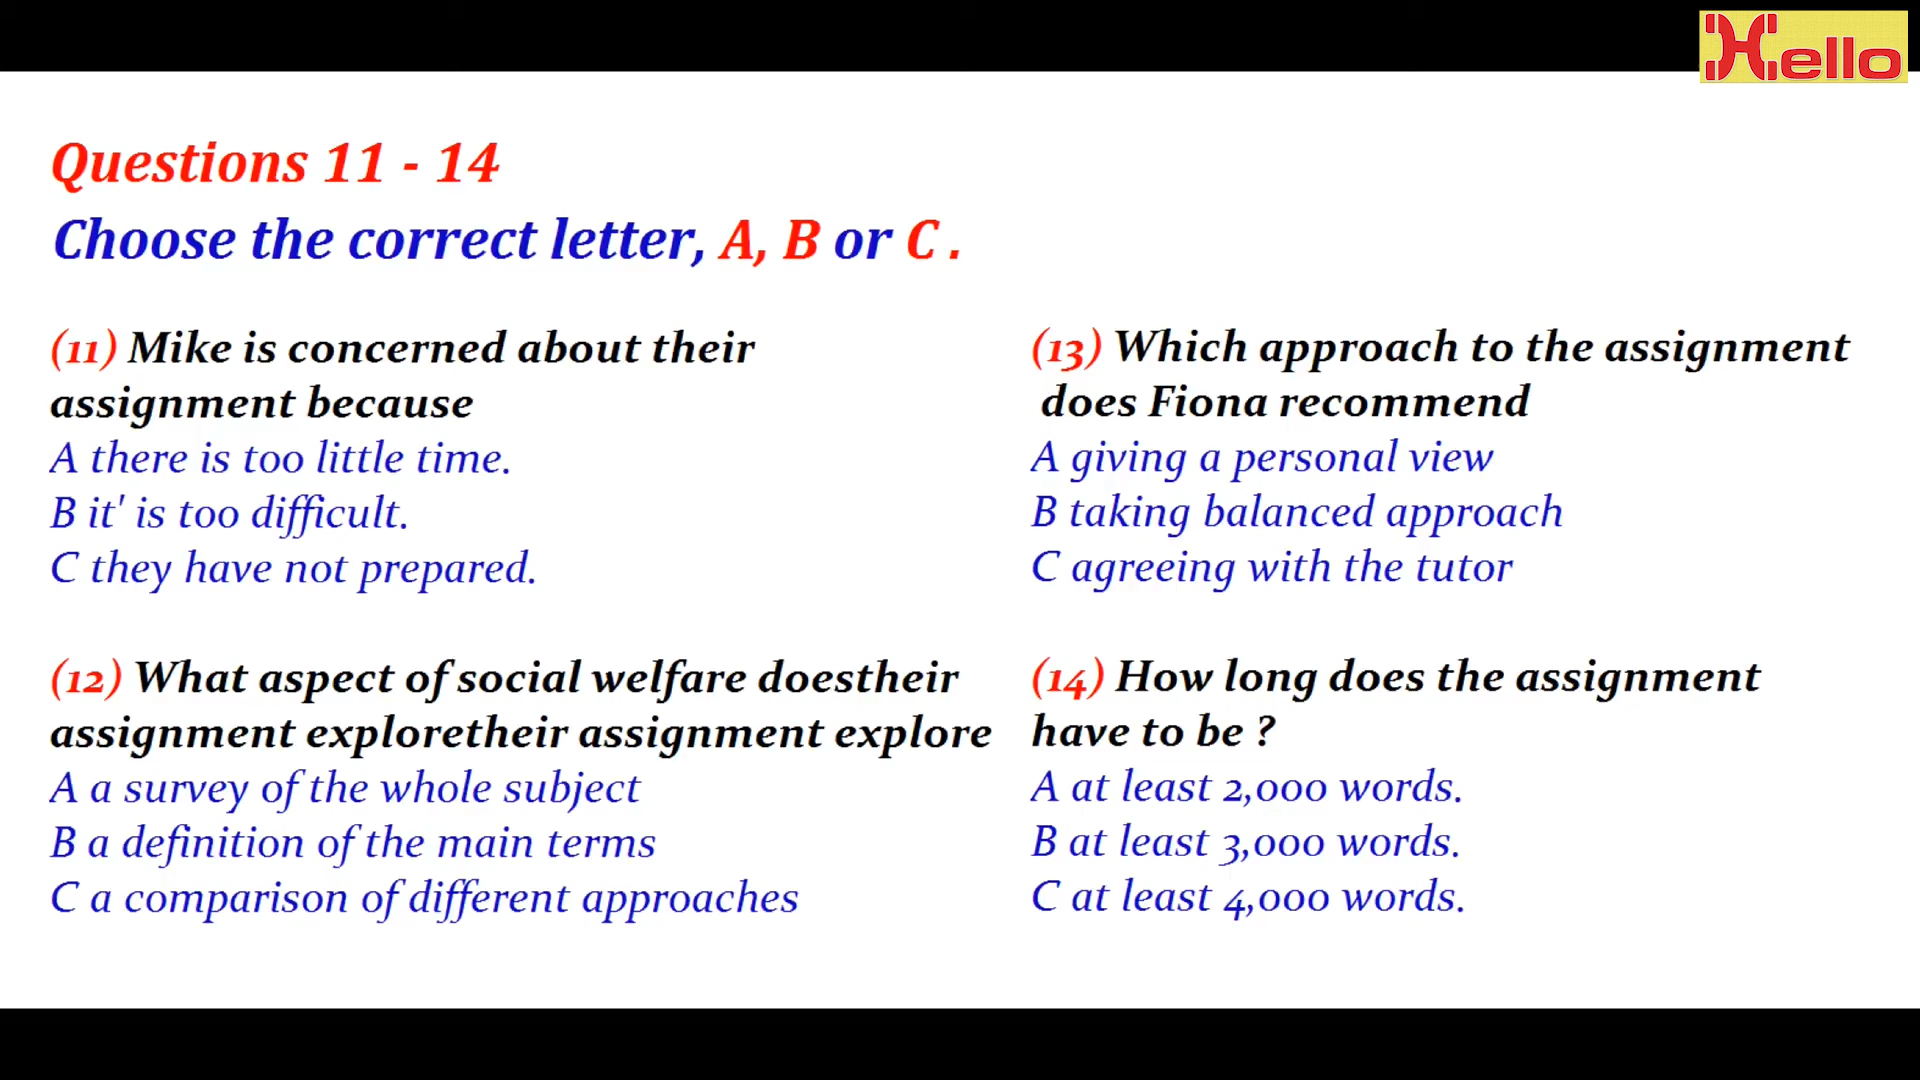 Hello
Questions 11 - 14
Choose the correct letter, A, B or C .
(11) Mike is concerned about their
assignment because
A there is too little time.
B it' is too difficult.
C they have not prepared.
(12) What aspect of social welfare doestheir
assignment exploretheir assignment explore
A a survey of the whole subject
B a definition of the main terms
C a comparison of different approaches
(13) Which approach to the assignment
does Fiona recommend
A giving a personal view
B taking balanced approach
C agreeing with the tutor
(14) How long does the assignment
have to be ?
A at least 2,000 words.
B at least 3,000 words.
C at least 4,000 words.